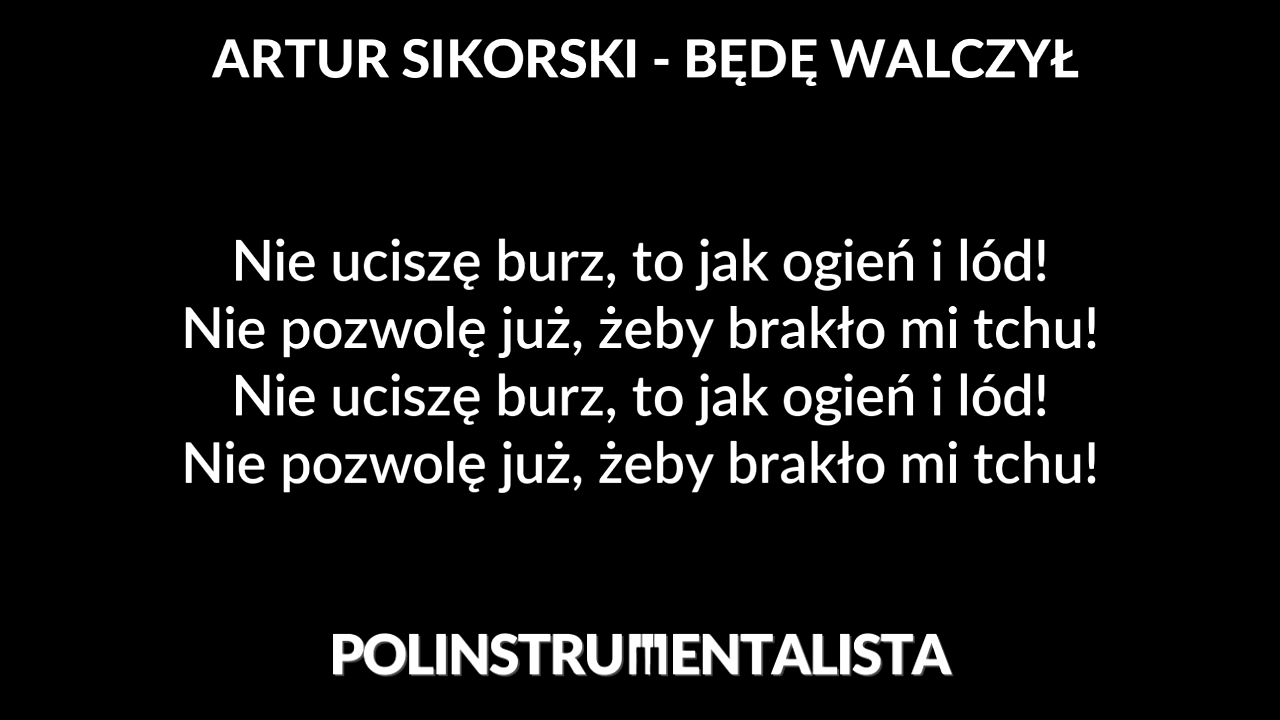 ARTUR SIKORSKI - BĘDĘ WALCZYŁ
Nie uciszę burz, to jak ogień i lód!
Nie pozwolę już, żeby brakło mi tchu!
Nie uciszę burz, to jak ogień i lód!
Nie pozwolę już, żeby brakło mi tchu!
POLINSTRUMENTALISTA